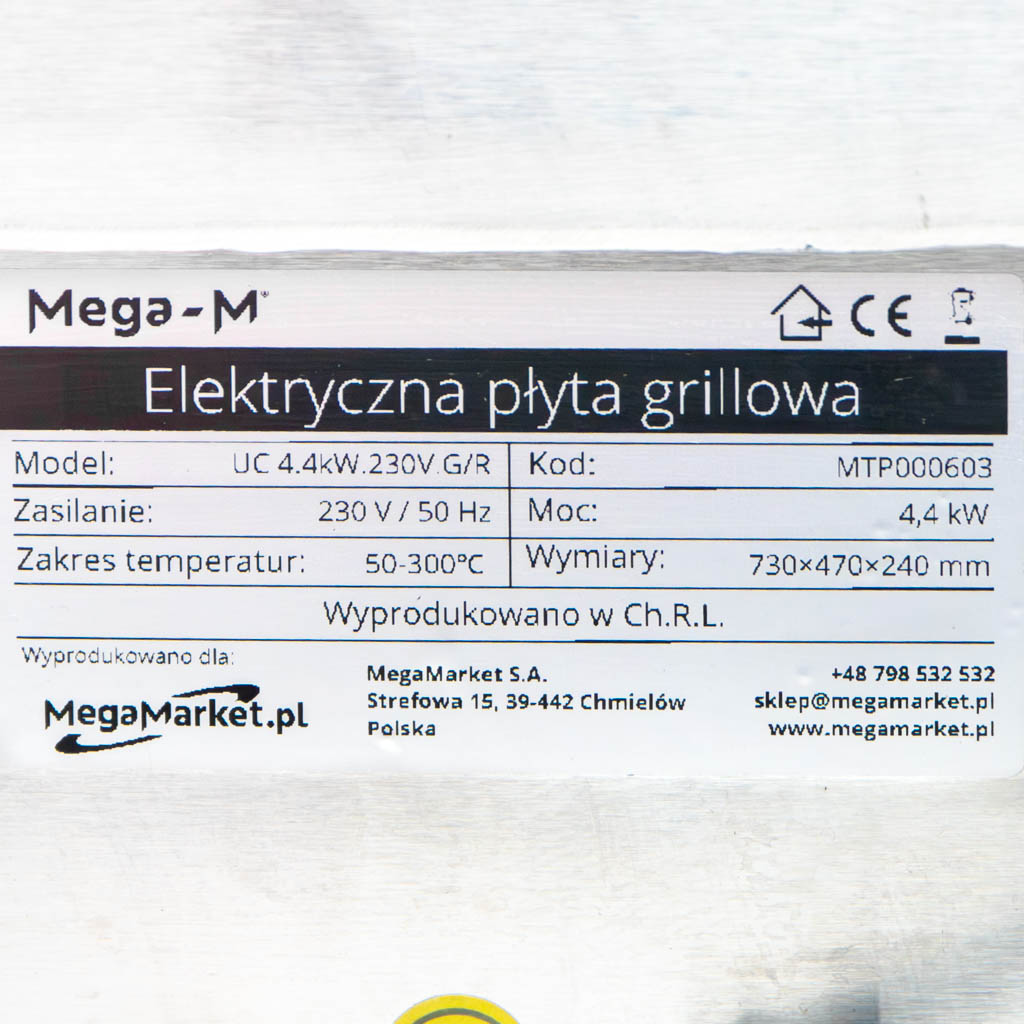 Mega-M®
CE
Elektryczna płyta grillowa
Model: UC 4.4kW.230V.G/R Kod: MTP000603
Zasilanie: 230 V / 50 Hz Moc: 4,4 kW
Zakres temperatur: 50-300°C Wymiary: 730×470×240 mm
Wyprodukowano w Ch.R.L.
Wyprodukowano dla:
MegaMarket.pl
MegaMarket S.A.
Strefowa 15, 39-442 Chmielów
Polska
+48 798 532 532
sklep@megamarket.pl
www.megamarket.pl